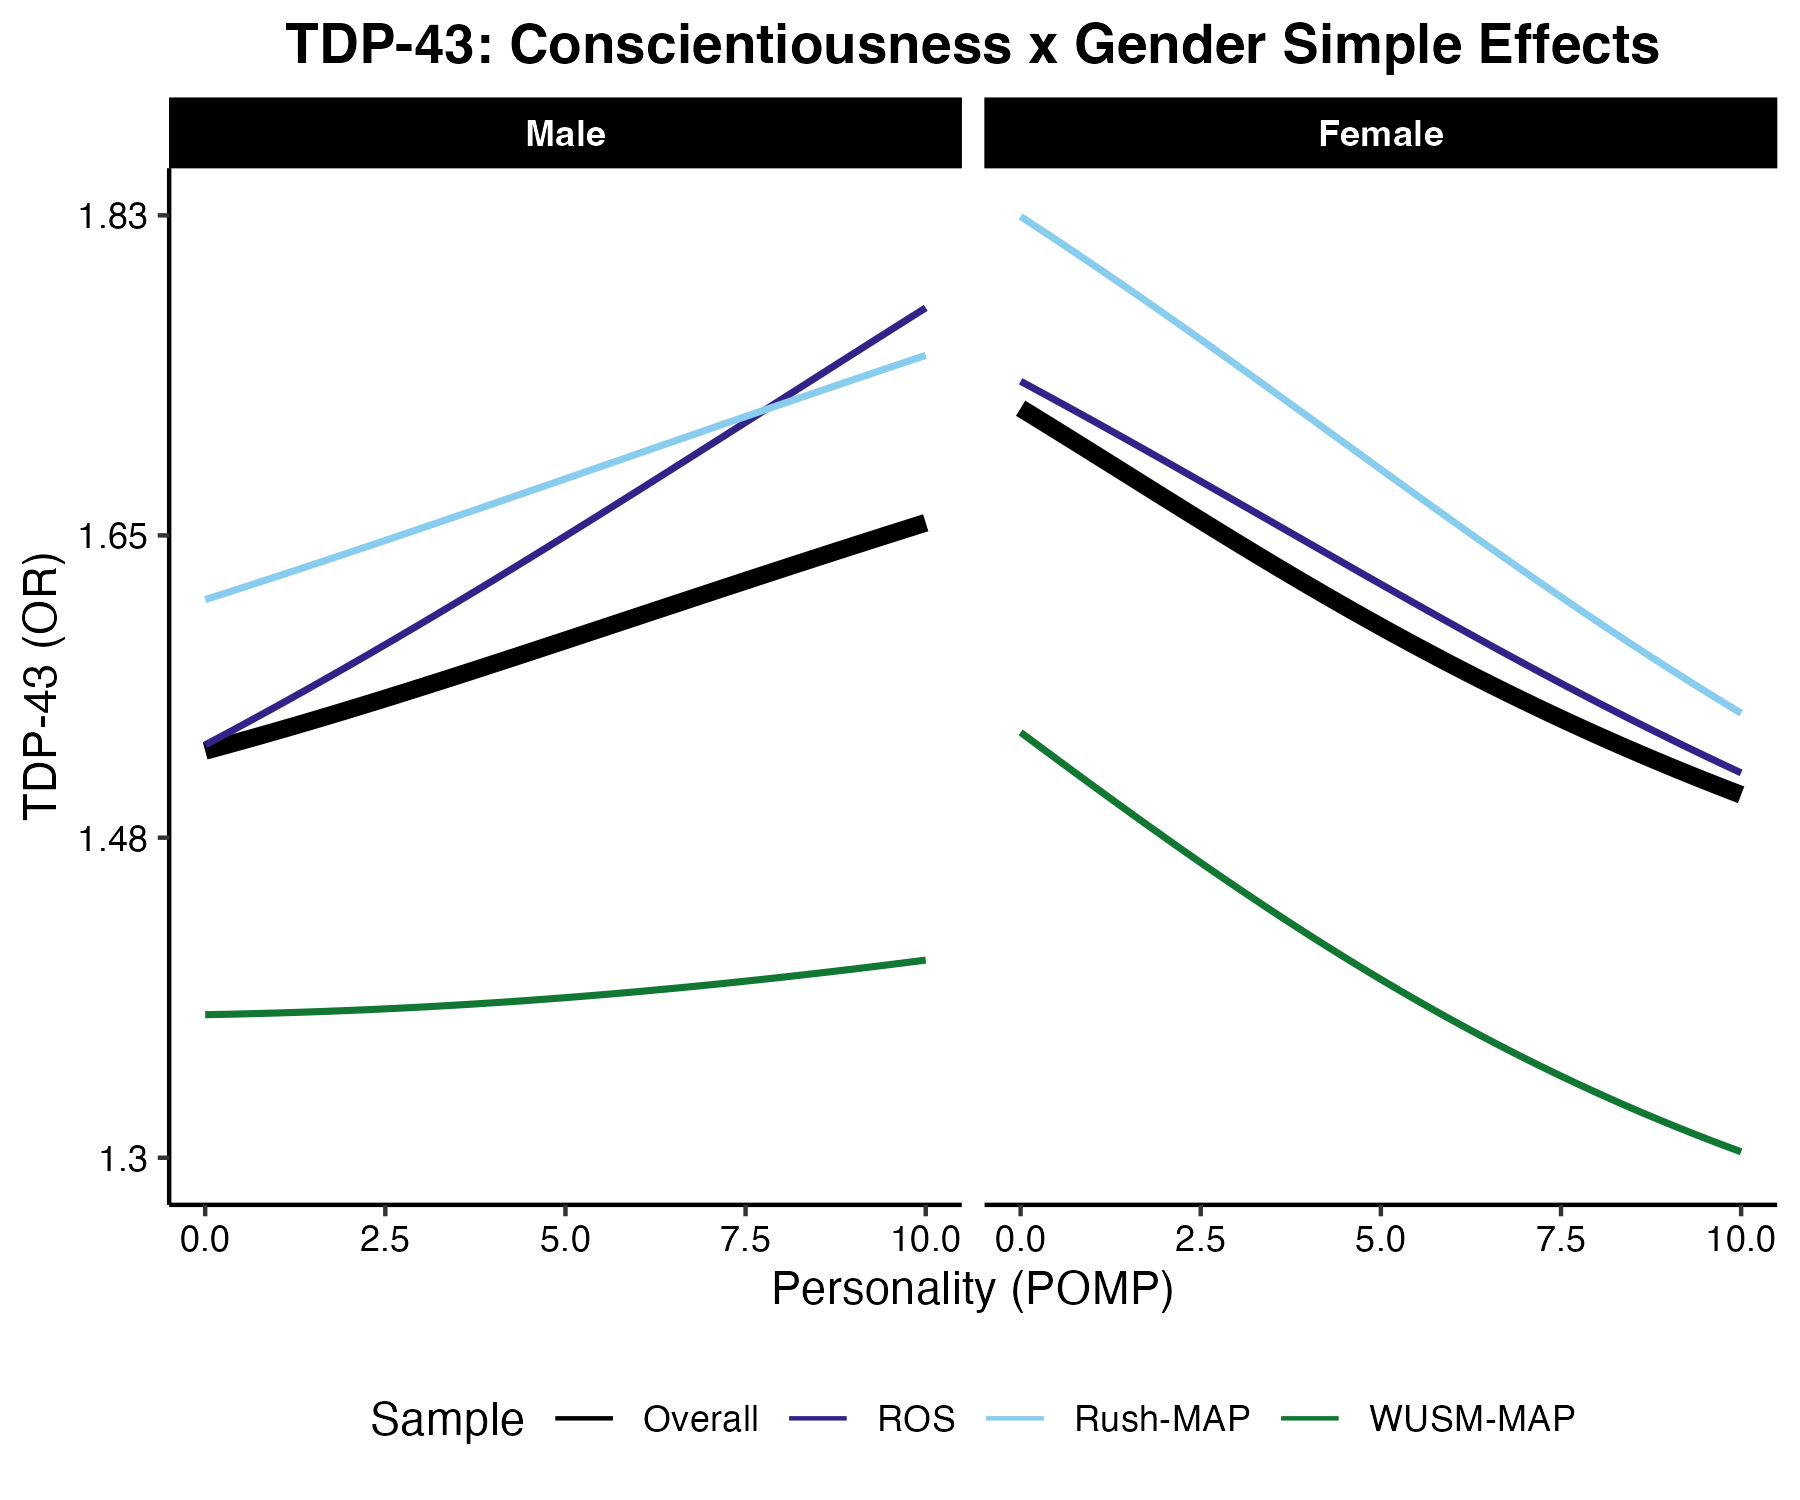 TDP-43: Conscientiousness x Gender Simple Effects
Male
Female
TDP-43 (OR)
1.83
1.65
1.48
1.3
0.0 2.5 5.0 7.5 10.0
0.0 2.5 5.0 7.5 10.0
Personality (POMP)
Sample Overall ROS Rush-MAP WUSM-MAP